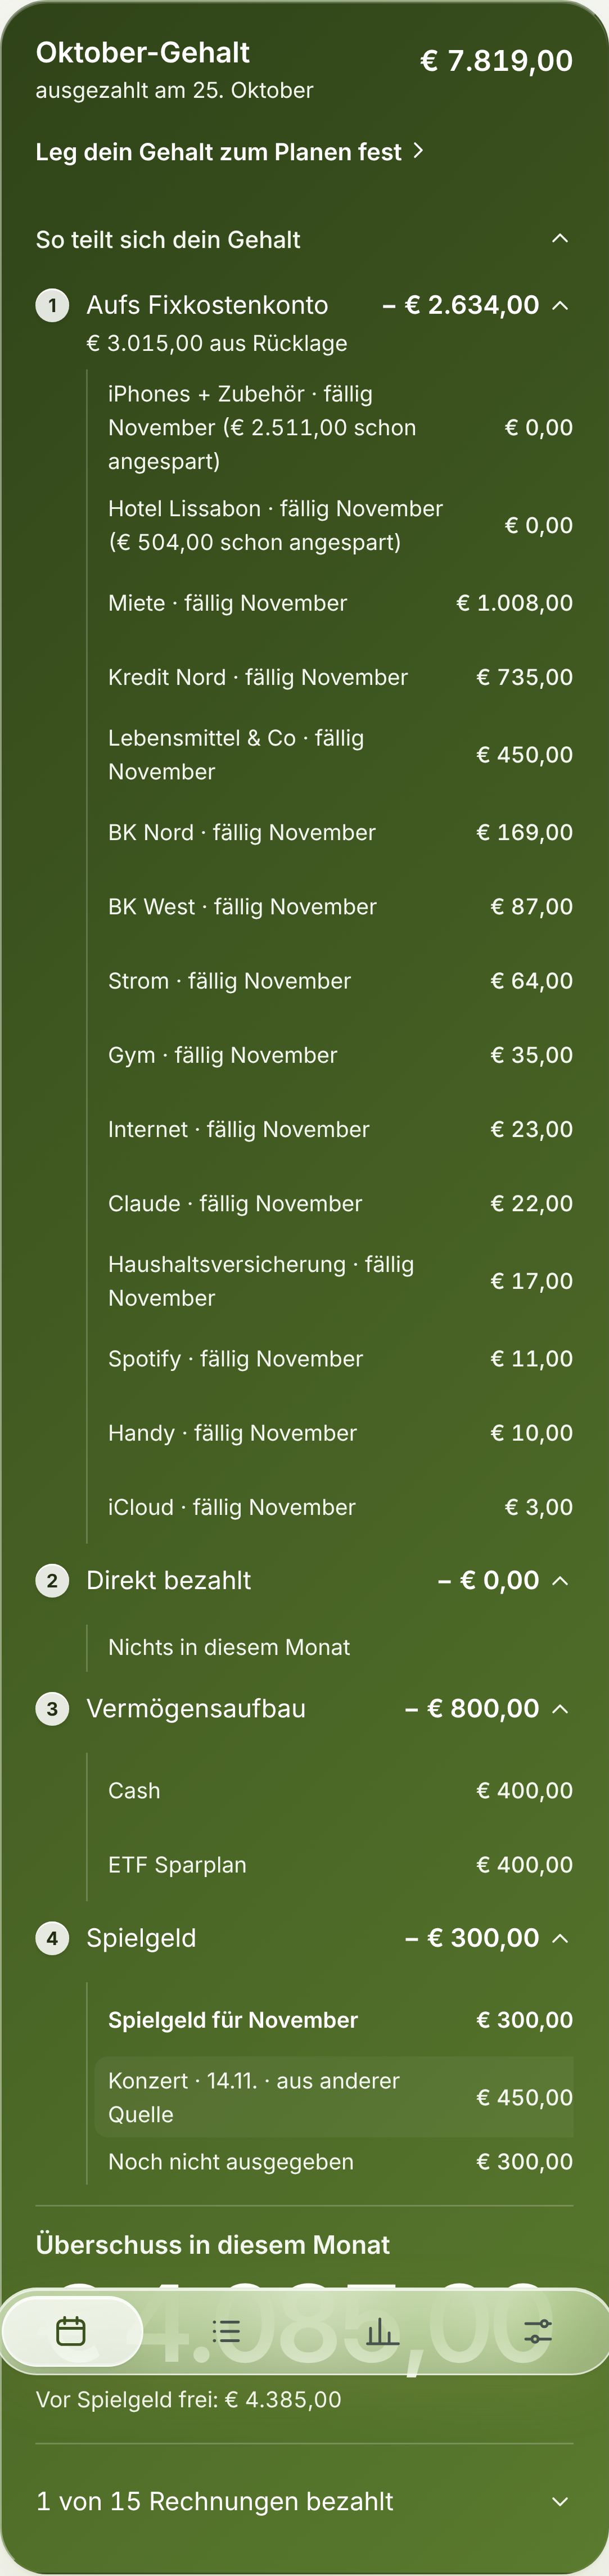 Oktober-Gehalt
€ 7.819,00
ausgezahlt am 25. Oktober
Leg dein Gehalt zum Planen fest
So teilt sich dein Gehalt
1 Aufs Fixkostenkonto – € 2.634,00
€ 3.015,00 aus Rücklage
iPhones + Zubehör · fällig
November (€ 2.511,00 schon
angespart)
€ 0,00
Hotel Lissabon · fällig November
(€ 504,00 schon angespart)
€ 0,00
Miete · fällig November € 1.008,00
Kredit Nord · fällig November € 735,00
Lebensmittel & Co · fällig
November
€ 450,00
BK Nord · fällig November € 169,00
BK West · fällig November € 87,00
Strom · fällig November € 64,00
Gym · fällig November € 35,00
Internet · fällig November € 23,00
Claude · fällig November € 22,00
Haushaltsversicherung · fällig
November
€ 17,00
Spotify · fällig November € 11,00
Handy · fällig November € 10,00
iCloud · fällig November € 3,00
2 Direkt bezahlt – € 0,00
Nichts in diesem Monat
3 Vermögensaufbau – € 800,00
Cash € 400,00
ETF Sparplan € 400,00
4 Spielgeld – € 300,00
Spielgeld für November € 300,00
Konzert · 14.11. · aus anderer
Quelle
€ 450,00
Noch nicht ausgegeben € 300,00
Überschuss in diesem Monat
€ 4.085,00
Vor Spielgeld frei: € 4.385,00
1 von 15 Rechnungen bezahlt